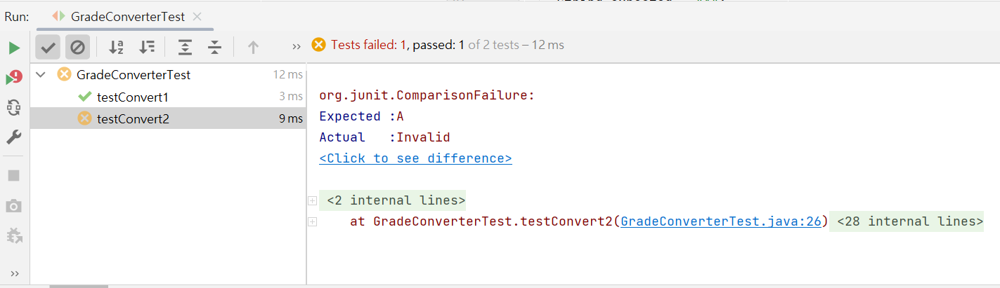 Run: GradeConverterTest
Tests failed: 1, passed: 1 of 2 tests – 12 ms
GradeConverterTest 12 ms
testConvert1 3 ms
testConvert2 9 ms
org.junit.ComparisonFailure:
Expected :A
Actual   :Invalid
<Click to see difference>
<2 internal lines>
at GradeConverterTest.testConvert2(GradeConverterTest.java:26) <28 internal lines>